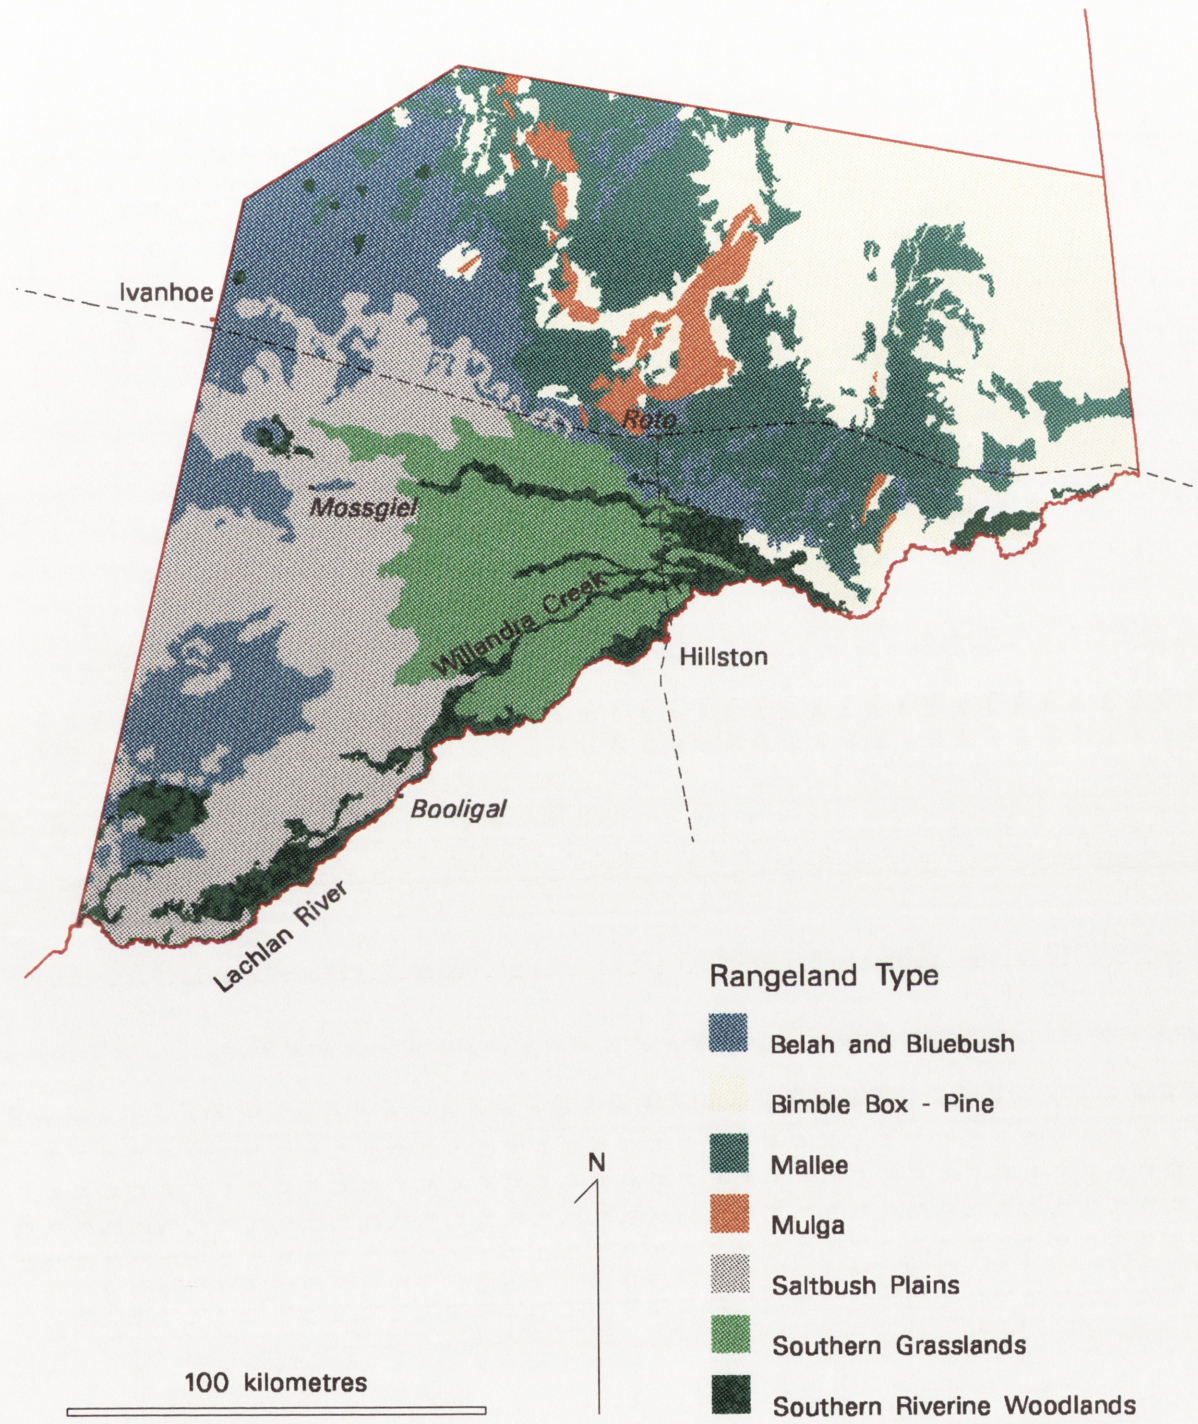 Ivanhoe
Roto
Mossgiel
Willandra Creek
Hillston
Booligal
Lachlan River
Rangeland Type
Belah and Bluebush
Bimble Box - Pine
Mallee
Mulga
Saltbush Plains
Southern Grasslands
Southern Riverine Woodlands
N
100 kilometres